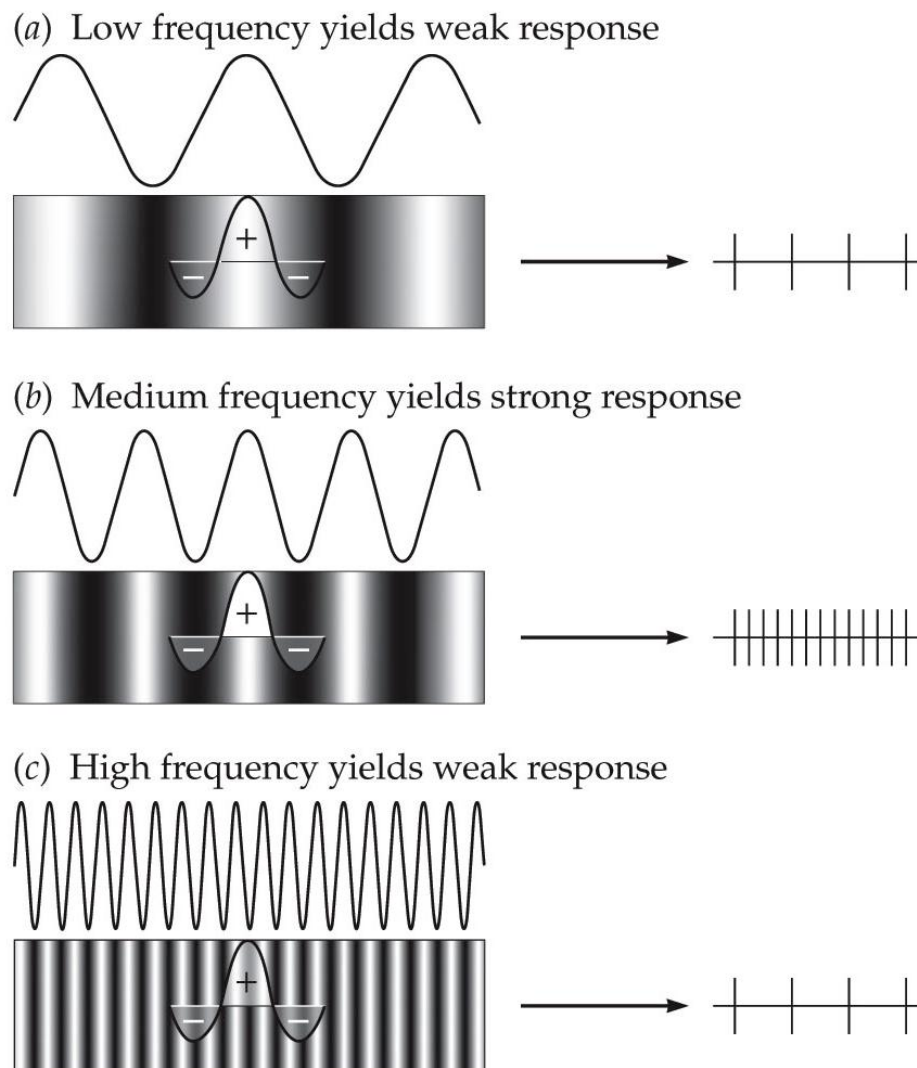 (a) Low frequency yields weak response
+
– –
(b) Medium frequency yields strong response
+
– –
(c) High frequency yields weak response
+
– –